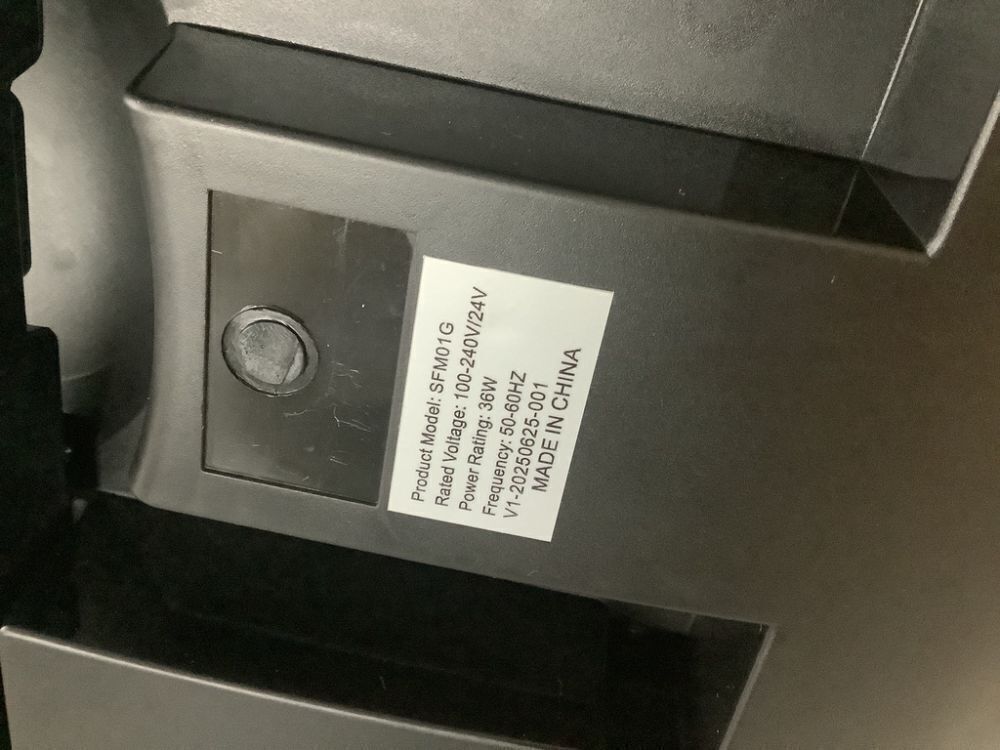 Product Model: SFM01G
Rated Voltage: 100-240V/24V
Power Rating: 36W
Frequency: 50-60HZ
V1-20250625-001
MADE IN CHINA